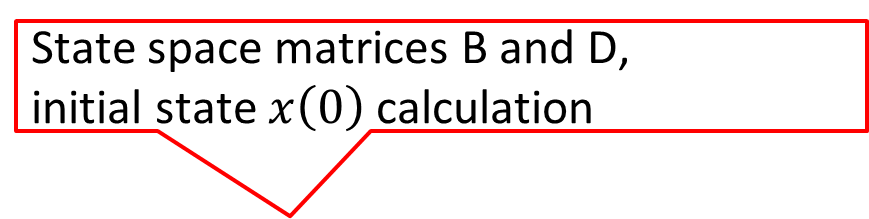 State space matrices B and D,
initial state x(0) calculation